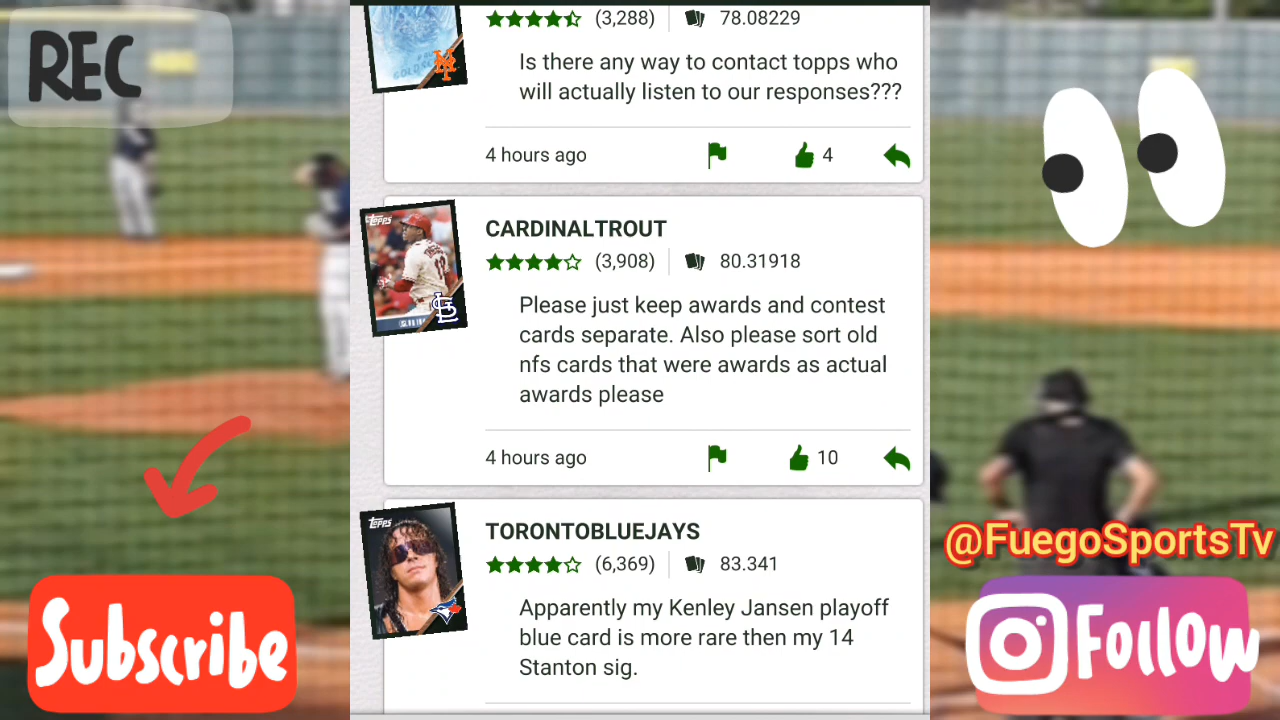 REC
(3,288) 78.08229
Is there any way to contact topps who
will actually listen to our responses???
4 hours ago 4
Topps
CARDINALTROUT
(3,908) 80.31918
Please just keep awards and contest
cards separate. Also please sort old
nfs cards that were awards as actual
awards please
4 hours ago 10
Topps
TORONTOBLUEJAYS
(6,369) 83.341
Apparently my Kenley Jansen playoff
blue card is more rare then my 14
Stanton sig.
Subscribe
@FuegoSportsTv
Follow